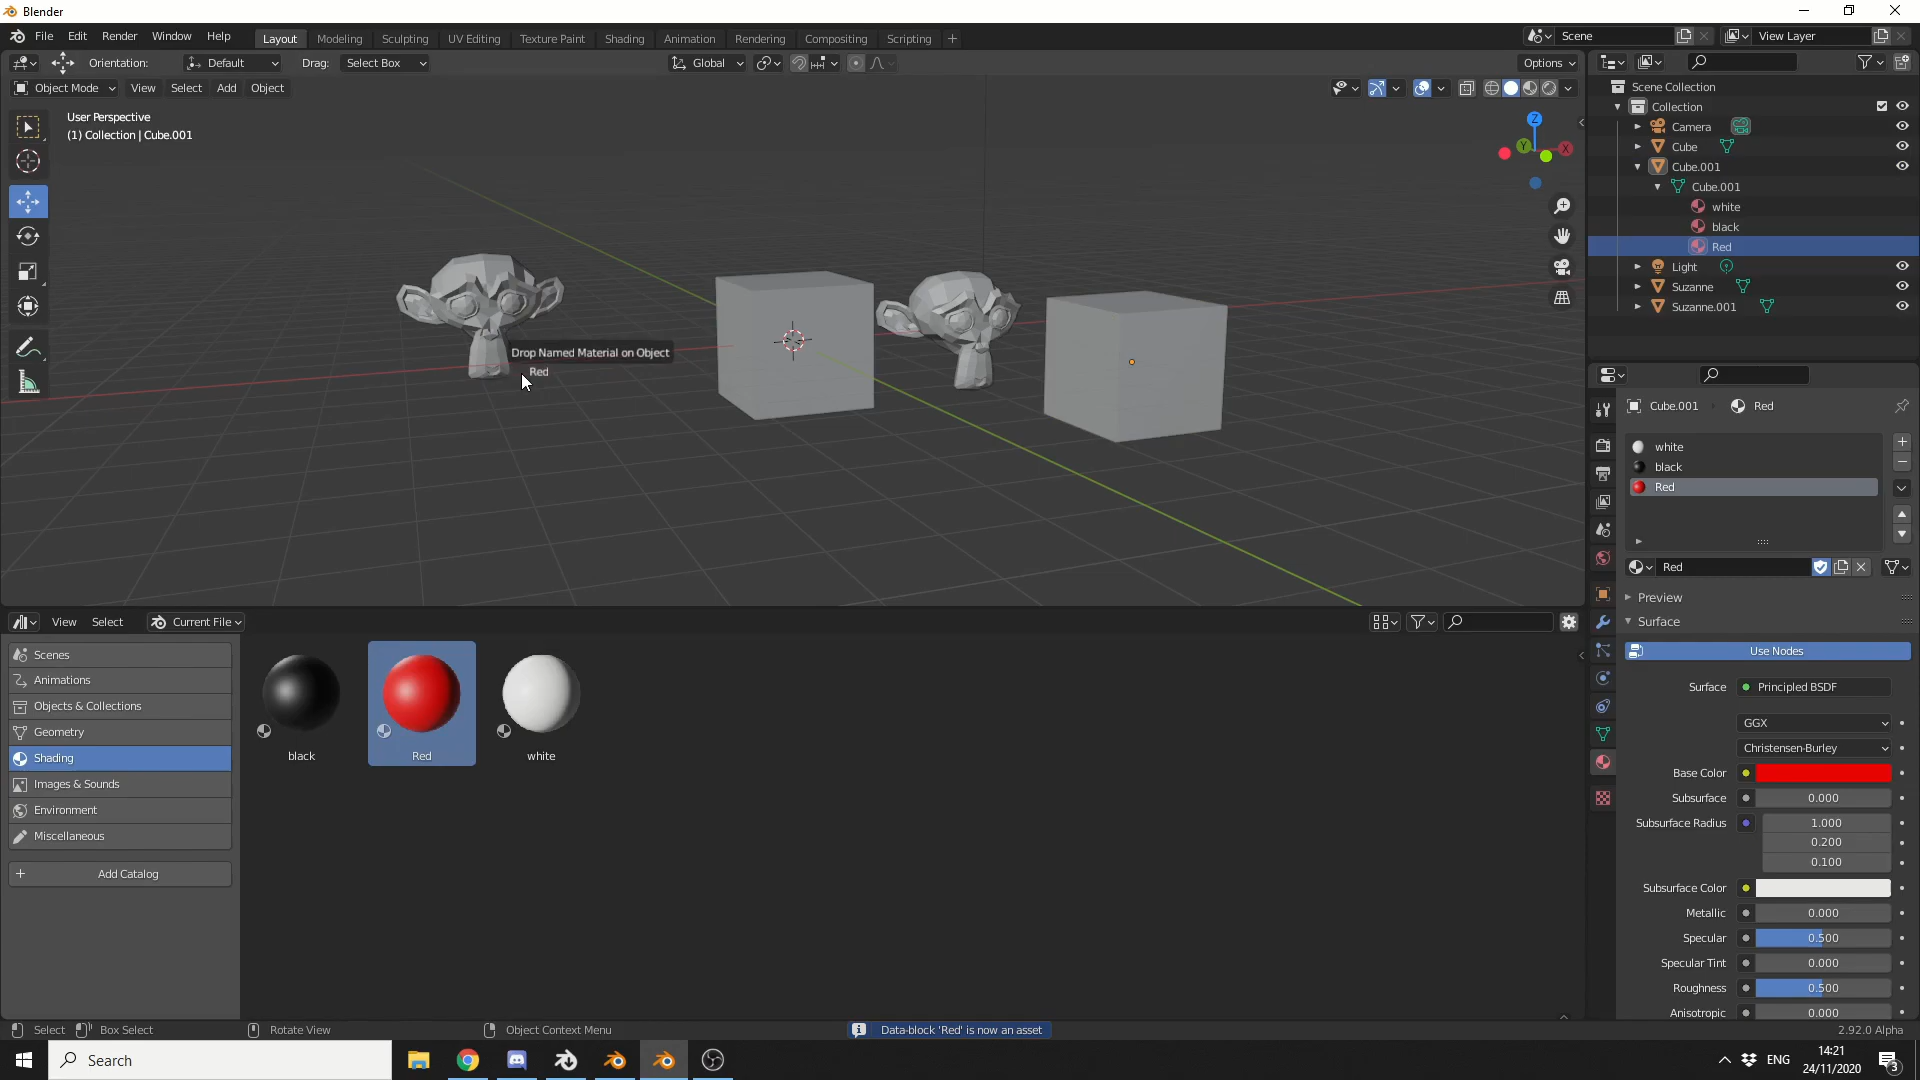 Blender
File Edit Render Window Help
Layout Modeling Sculpting UV Editing Texture Paint Shading Animation Rendering Compositing Scripting +
Scene
View Layer
Orientation: Default Drag: Select Box
Global
Options
Object Mode View Select Add Object
User Perspective
(1) Collection | Cube.001
Z
Y
X
Drop Named Material on Object
Red
Scene Collection
Collection
Camera
Cube
Cube.001
Cube.001
white
black
Red
Light
Suzanne
Suzanne.001
Cube.001 Red
white
black
Red
Red
Preview
Surface
Use Nodes
Surface Principled BSDF
GGX
Christensen-Burley
Base Color
Subsurface 0.000
Subsurface Radius 1.000
0.200
0.100
Subsurface Color
Metallic 0.000
Specular 0.500
Specular Tint 0.000
Roughness 0.500
Anisotropic 0.000
View Select Current File
Scenes
Animations
Objects & Collections
Geometry
Shading
Images & Sounds
Environment
Miscellaneous
+ Add Catalog
black
Red
white
Select Box Select Rotate View Object Context Menu
Data-block 'Red' is now an asset
2.92.0 Alpha
Search
ENG
14:21
24/11/2020
3